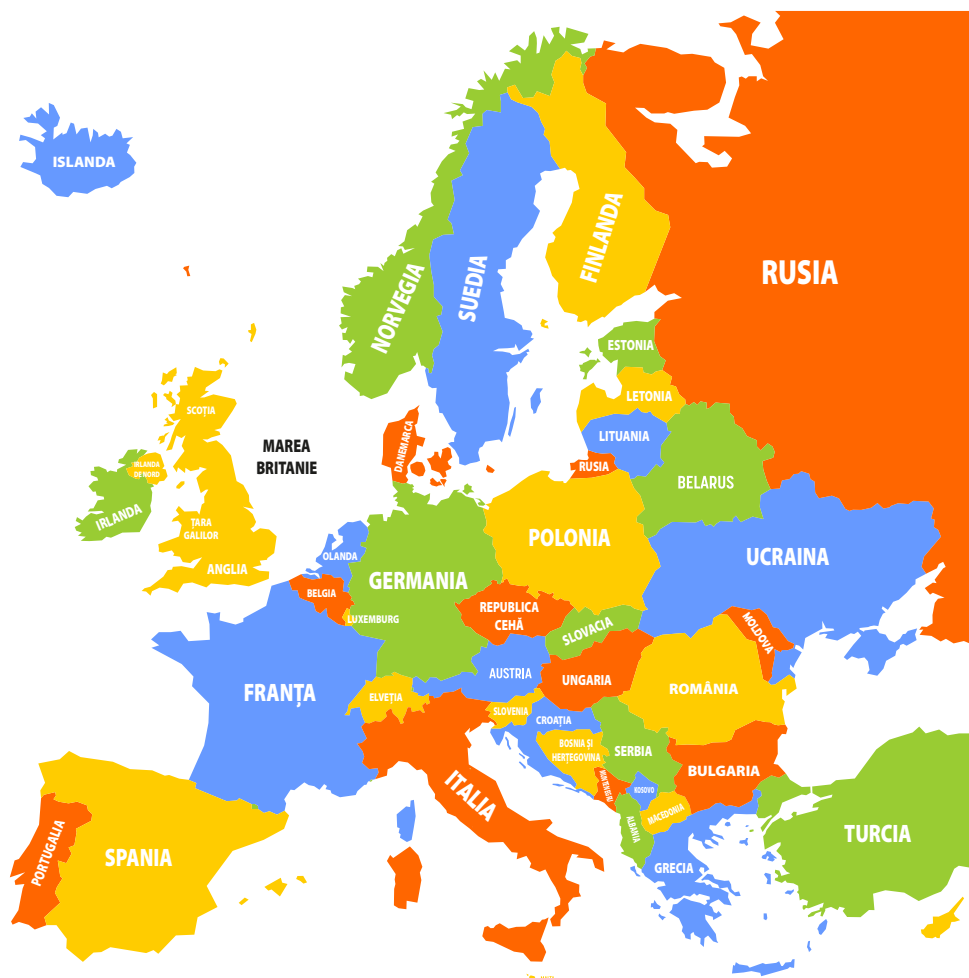 ISLANDA
NORVEGIA
SUEDIA
FINLANDA
RUSIA
ESTONIA
LETONIA
LITUANIA
RUSIA
BELARUS
SCOȚIA
MAREA
BRITANIE
IRLANDA
DE NORD
IRLANDA
ȚARA
GALILOR
ANGLIA
DANEMARCA
OLANDA
BELGIA
LUXEMBURG
GERMANIA
POLONIA
UCRAINA
REPUBLICA
CEHĂ
SLOVACIA
MOLDOVA
FRANȚA
ELVEȚIA
AUSTRIA
UNGARIA
ROMÂNIA
SLOVENIA
CROAȚIA
BOSNIA ȘI
HERȚEGOVINA
SERBIA
MUNTENEGRU
KOSOVO
BULGARIA
MACEDONIA
ALBANIA
ITALIA
PORTUGALIA
SPANIA
GRECIA
TURCIA